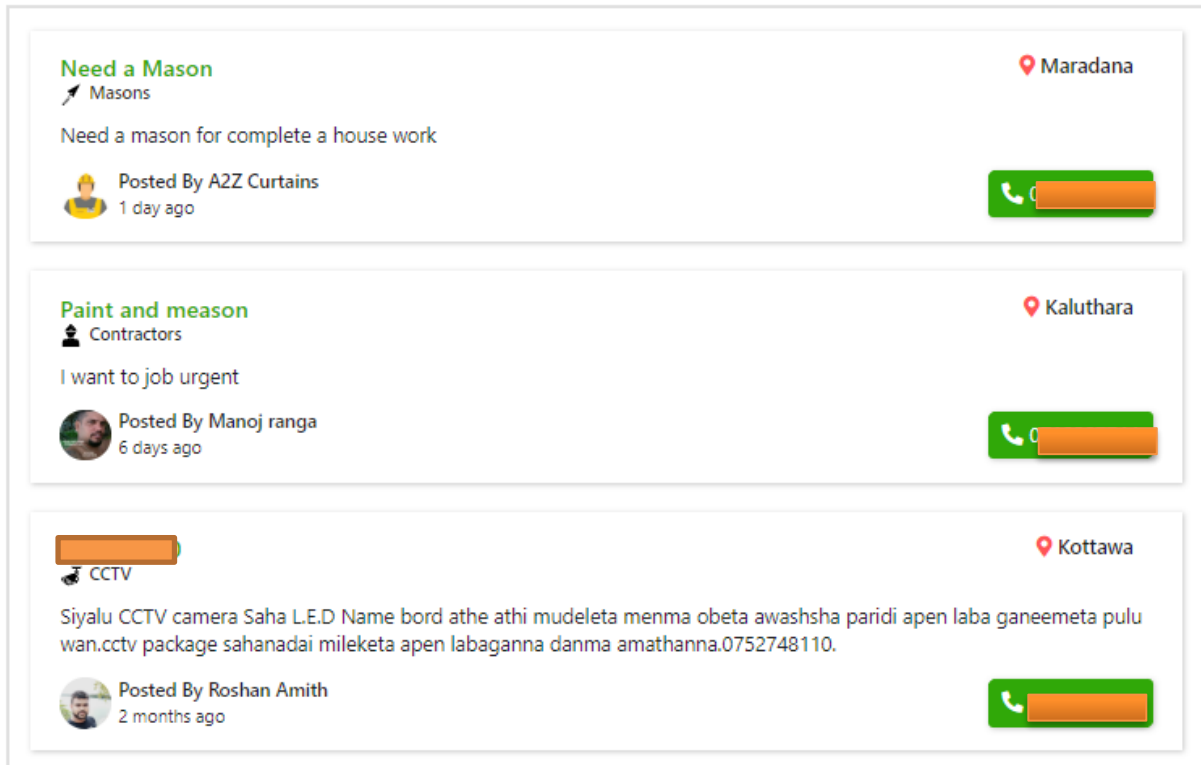 Need a Mason
Maradana
Masons
Need a mason for complete a house work
Posted By A2Z Curtains
1 day ago
Paint and meason
Kaluthara
Contractors
I want to job urgent
Posted By Manoj ranga
6 days ago
Kottawa
CCTV
Siyalu CCTV camera Saha L.E.D Name bord athe athi mudeleta menma obeta awashsha paridi apen laba ganeemeta pulu
wan.cctv package sahanadai mileketa apen labaganna danma amathanna.0752748110.
Posted By Roshan Amith
2 months ago